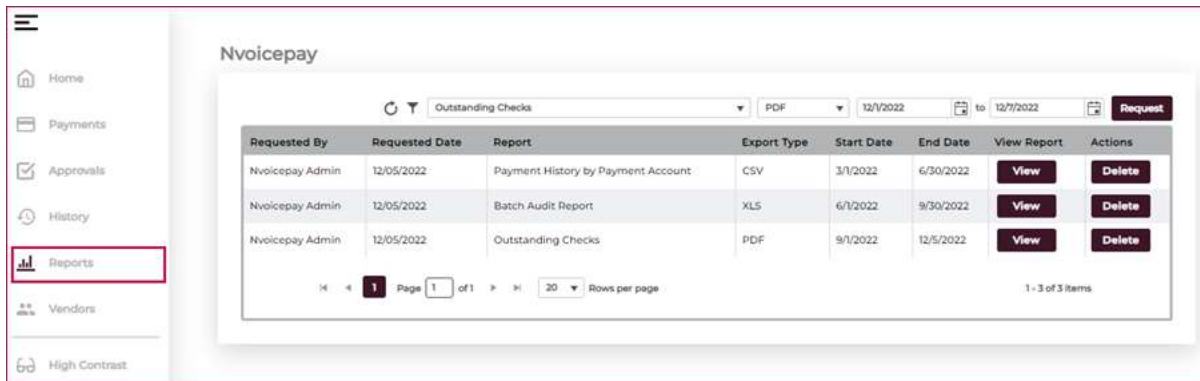 Nvoicepay
Home
Payments
Approvals
History
Reports
Vendors
High Contrast
Outstanding Checks PDF 12/1/2022 to 12/7/2022 Request
Requested By Requested Date Report Export Type Start Date End Date View Report Actions
Nvoicepay Admin 12/05/2022 Payment History by Payment Account CSV 3/1/2022 6/30/2022 View Delete
Nvoicepay Admin 12/05/2022 Batch Audit Report XLS 6/1/2022 9/30/2022 View Delete
Nvoicepay Admin 12/05/2022 Outstanding Checks PDF 9/1/2022 12/5/2022 View Delete
1 Page 1 of 1 20 Rows per page 1 - 3 of 3 items